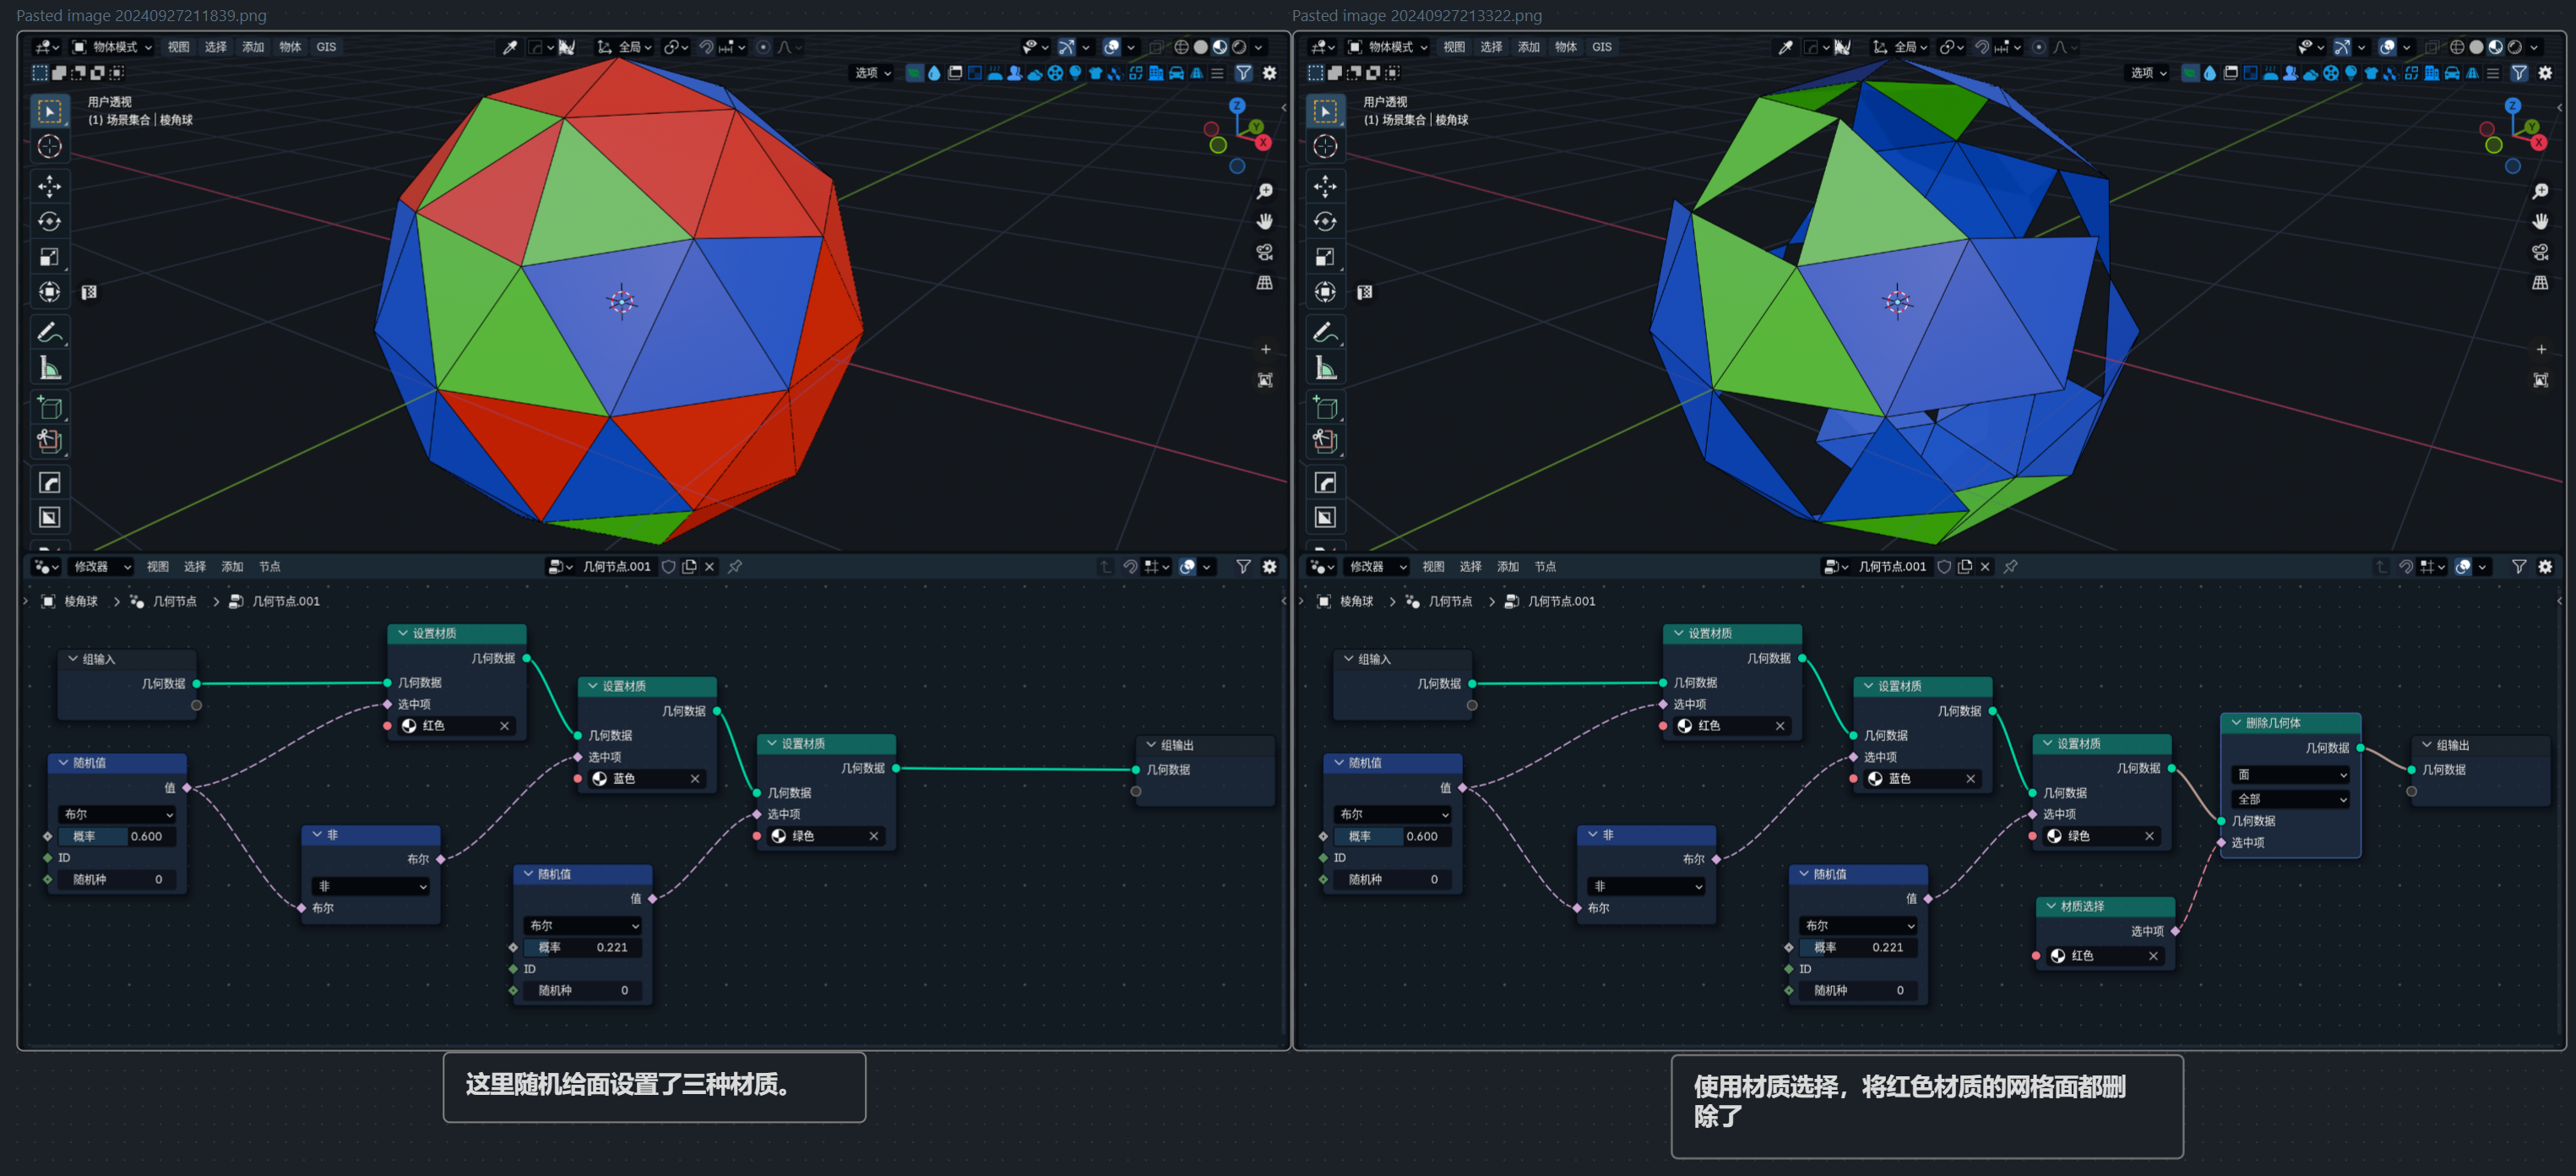 Pasted image 20240927211839.png
物体模式 视图 选择 添加 物体 GIS 全局
选项
用户透视
(1) 场景集合 | 棱角球
Z
Y
X
修改器 视图 选择 添加 节点 几何节点.001
棱角球 几何节点 几何节点.001
组输入
几何数据
随机值
值
布尔
概率 0.600
ID
随机种 0
非
布尔
非
布尔
设置材质
几何数据
几何数据
选中项
红色
设置材质
几何数据
几何数据
选中项
蓝色
随机值
值
布尔
概率 0.221
ID
随机种 0
设置材质
几何数据
几何数据
选中项
绿色
组输出
几何数据
这里随机给面设置了三种材质。
Pasted image 20240927213322.png
物体模式 视图 选择 添加 物体 GIS 全局
选项
用户透视
(1) 场景集合 | 棱角球
Z
Y
X
修改器 视图 选择 添加 节点 几何节点.001
棱角球 几何节点 几何节点.001
组输入
几何数据
随机值
值
布尔
概率 0.600
ID
随机种 0
非
布尔
非
布尔
设置材质
几何数据
几何数据
选中项
红色
设置材质
几何数据
几何数据
选中项
蓝色
随机值
值
布尔
概率 0.221
ID
随机种 0
设置材质
几何数据
几何数据
选中项
绿色
材质选择
选中项
红色
删除几何体
几何数据
面
全部
几何数据
选中项
组输出
几何数据
使用材质选择，将红色材质的网格面都删
除了